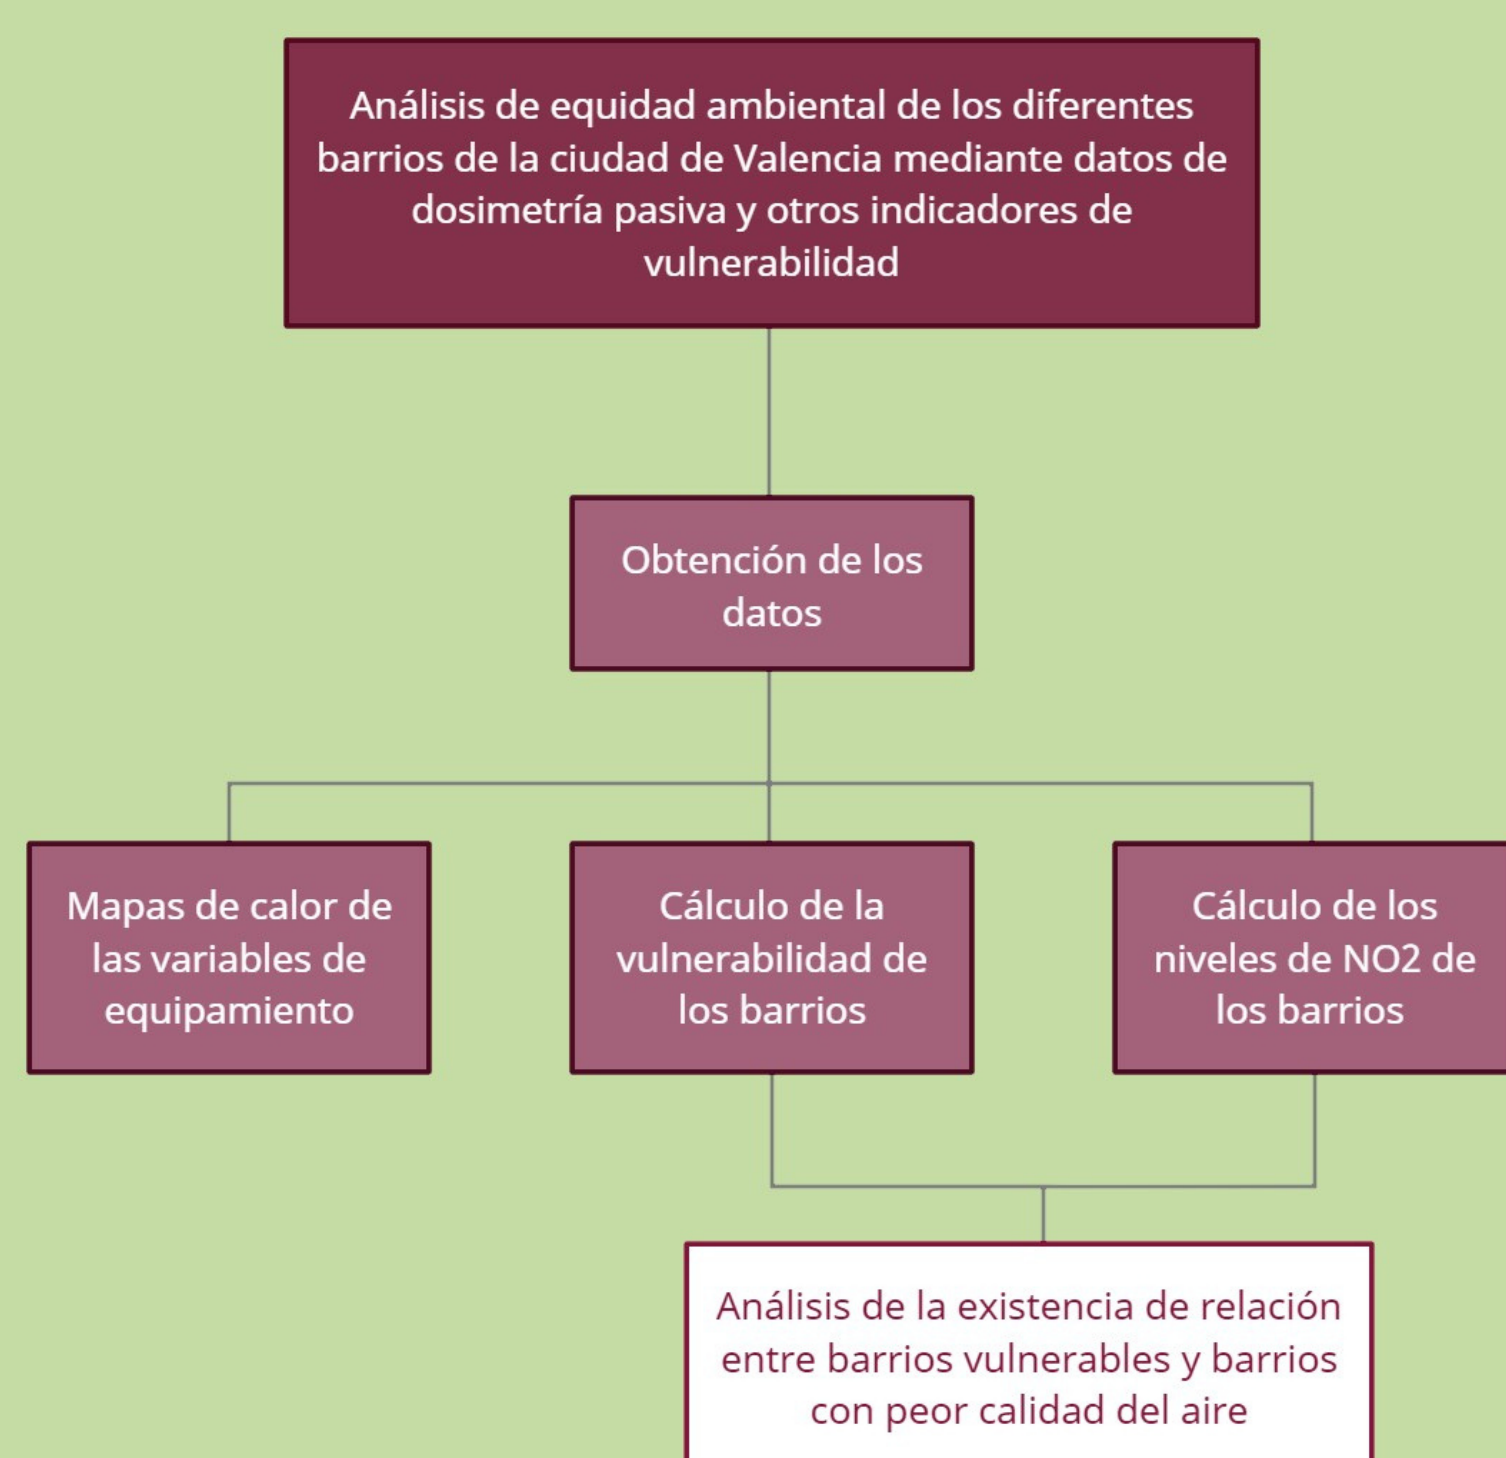 Análisis de equidad ambiental de los diferentes
barrios de la ciudad de Valencia mediante datos de
dosimetría pasiva y otros indicadores de
vulnerabilidad
Obtención de los
datos
Mapas de calor de
las variables de
equipamiento
Cálculo de la
vulnerabilidad de
los barrios
Cálculo de los
niveles de NO2 de
los barrios
Análisis de la existencia de relación
entre barrios vulnerables y barrios
con peor calidad del aire